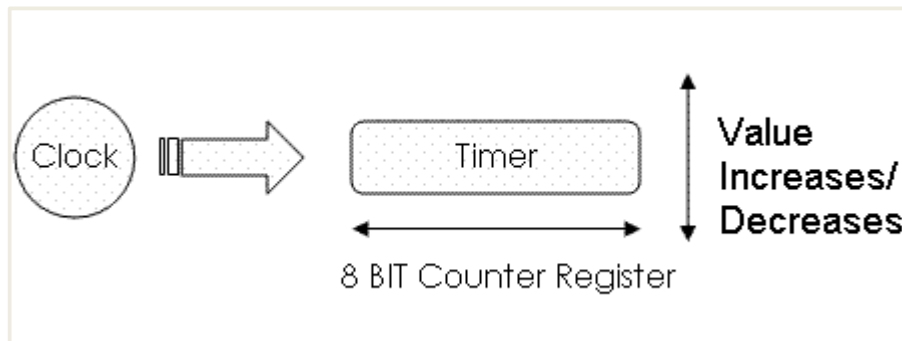 Clock
Timer
Value
Increases/
Decreases
8 BIT Counter Register